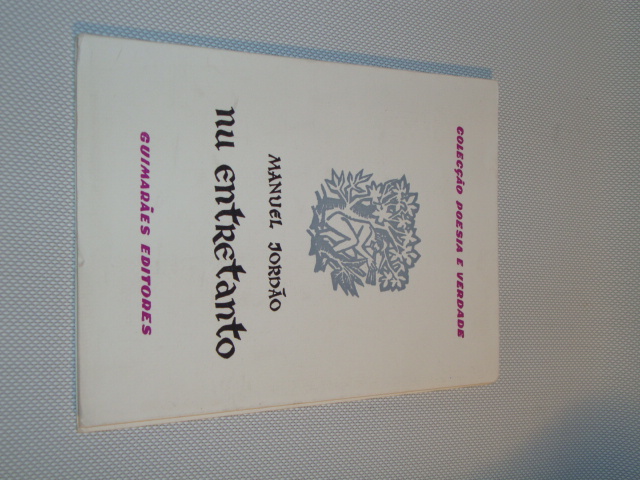 COLECÇÃO POESIA E VERDADE
MANUEL JORDÃO
nu entretanto
GUIMARÃES EDITORES